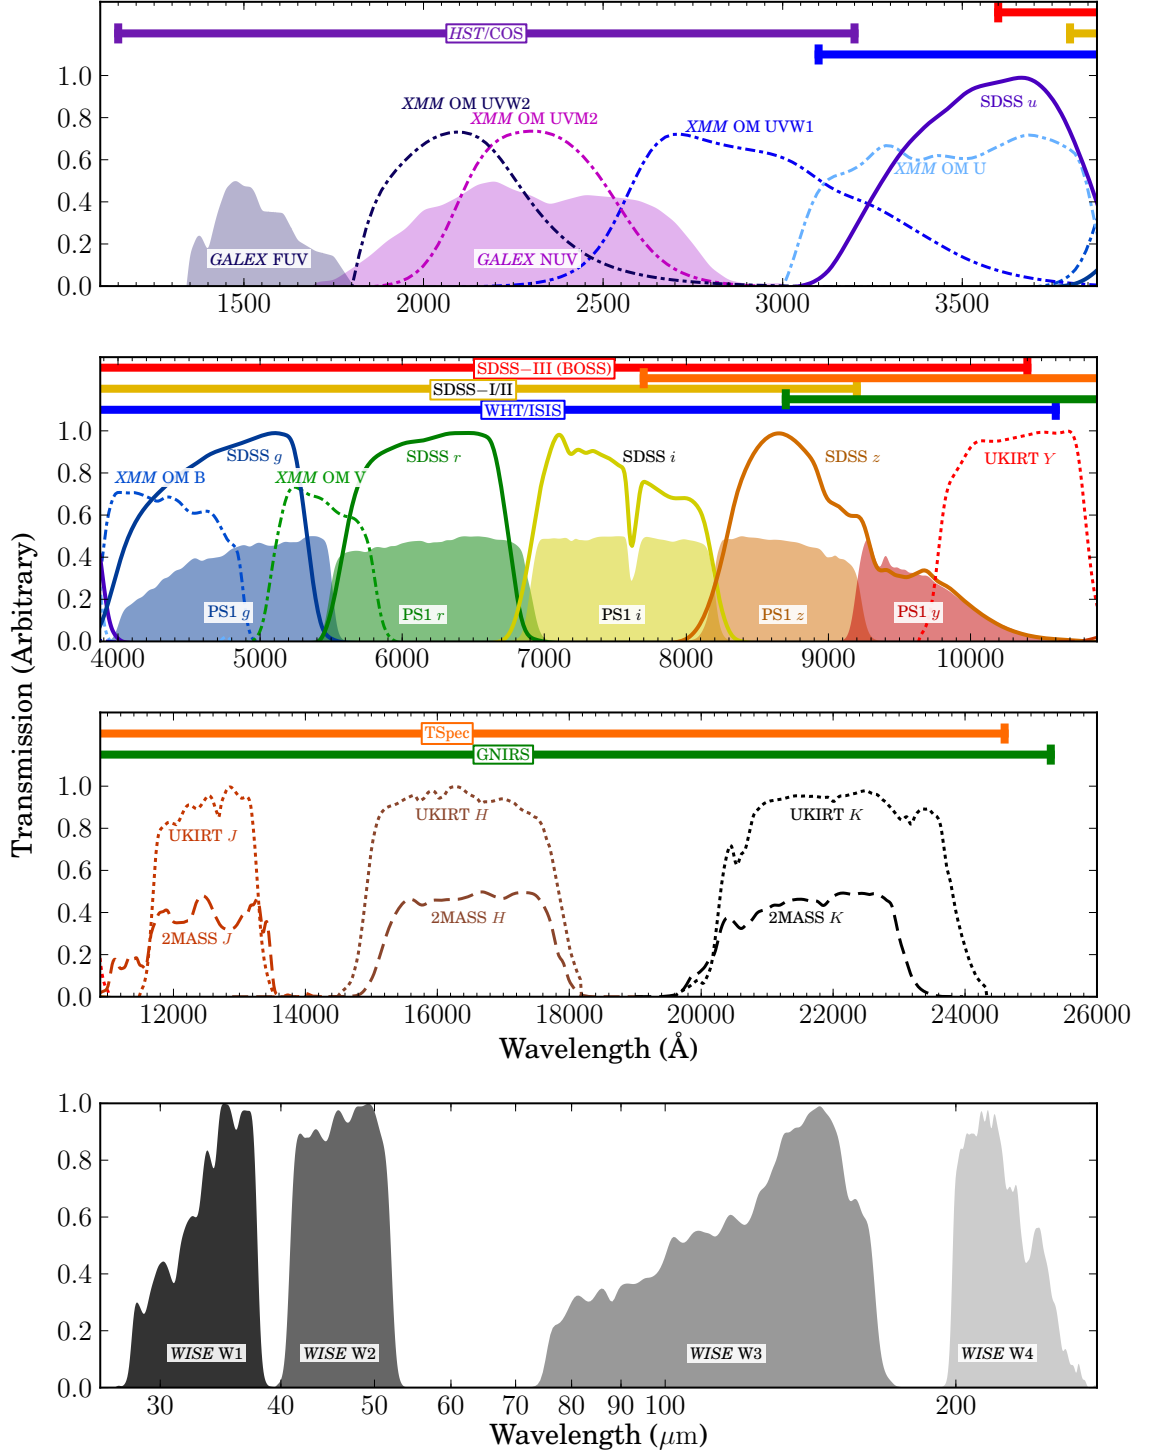 HST/COS
1.0
XMM OM UVW2
SDSS u
XMM OM UVM2
0.8
XMM OM UVW1
0.6
XMM OM U
0.4
0.2
GALEX FUV
GALEX NUV
0.0
1500
2000
2500
3000
3500
SDSS−III (BOSS)
SDSS−I/II
WHT/ISIS
1.0
SDSS g
SDSS r
SDSS i
SDSS z
UKIRT Y
0.8
XMM OM B
XMM OM V
0.6
0.4
0.2
PS1 g
PS1 r
PS1 i
PS1 z
PS1 y
0.0
4000
5000
6000
7000
8000
9000
10000
Transmission (Arbitrary)
TSpec
GNIRS
1.0
UKIRT J
UKIRT H
UKIRT K
0.8
0.6
0.4
2MASS J
2MASS H
2MASS K
0.2
0.0
12000
14000
16000
18000
20000
22000
24000
26000
Wavelength (Å)
1.0
0.8
0.6
0.4
0.2
WISE W1
WISE W2
WISE W3
WISE W4
0.0
30
40
50
60
70
80
90
100
200
Wavelength (μm)